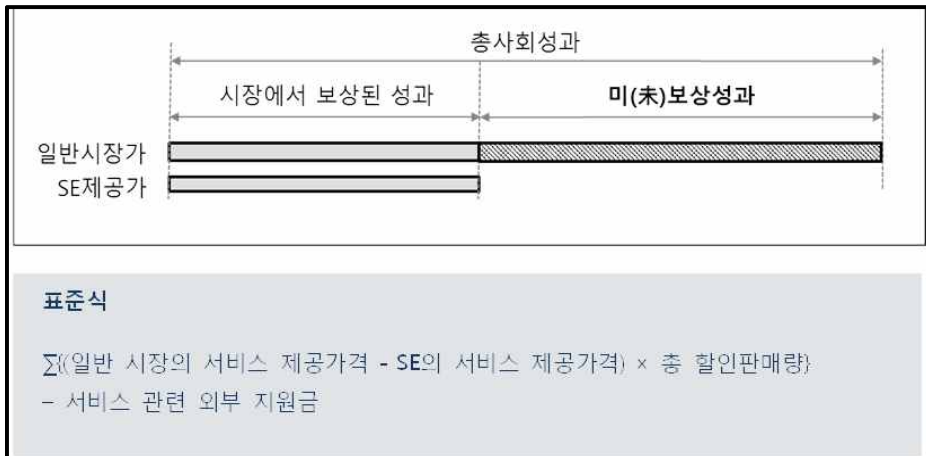 총사회성과
시장에서 보상된 성과 미(未)보상성과
일반시장가
SE제공가
표준식
∑{(일반 시장의 서비스 제공가격 - SE의 서비스 제공가격) × 총 할인판매량}
– 서비스 관련 외부 지원금